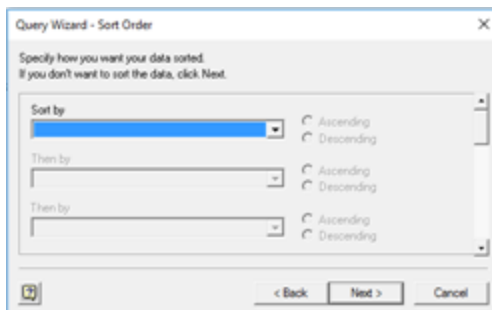 Query Wizard - Sort Order
Specify how you want your data sorted.
If you don't want to sort the data, click Next.
Sort by
Ascending
Descending
Then by
Ascending
Descending
Then by
Ascending
Descending
< Back
Next >
Cancel